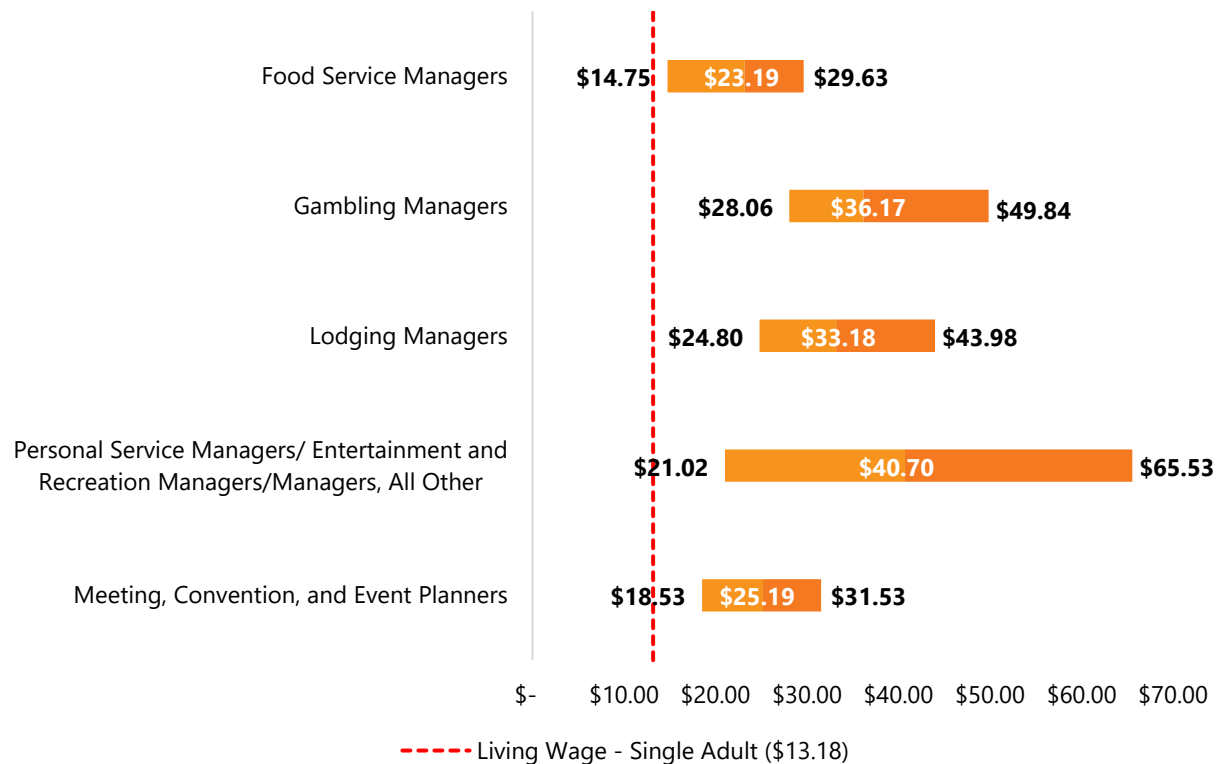 Food Service Managers
$14.75 $23.19 $29.63
Gambling Managers
$28.06 $36.17 $49.84
Lodging Managers
$24.80 $33.18 $43.98
Personal Service Managers/ Entertainment and
Recreation Managers/Managers, All Other
$21.02 $40.70 $65.53
Meeting, Convention, and Event Planners
$18.53 $25.19 $31.53
$- $10.00 $20.00 $30.00 $40.00 $50.00 $60.00 $70.00
Living Wage - Single Adult ($13.18)